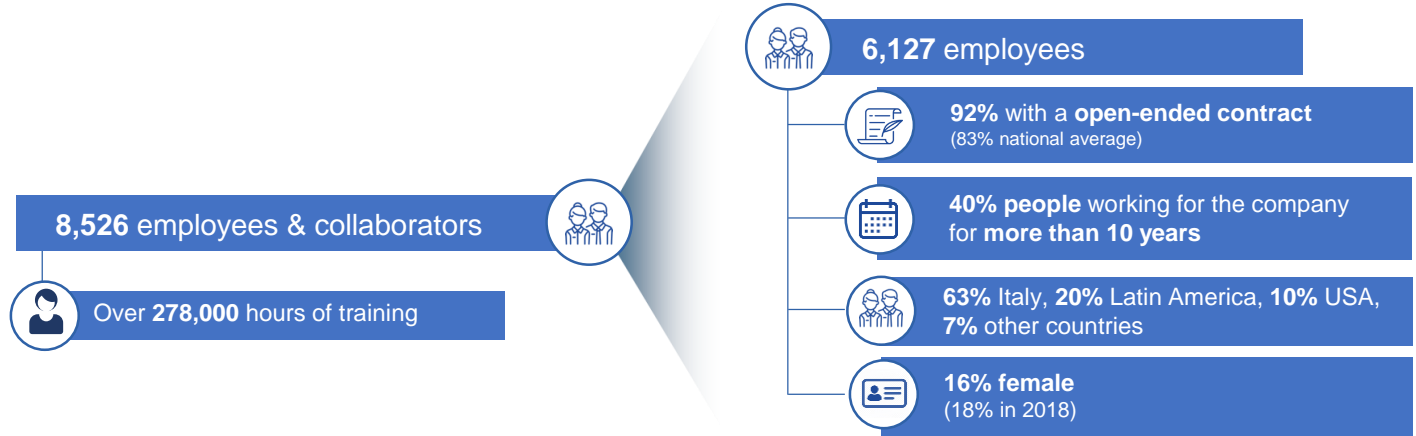 8,526 employees & collaborators
Over 278,000 hours of training
6,127 employees
92% with a open-ended contract
(83% national average)
40% people working for the company
for more than 10 years
63% Italy, 20% Latin America, 10% USA,
7% other countries
16% female
(18% in 2018)